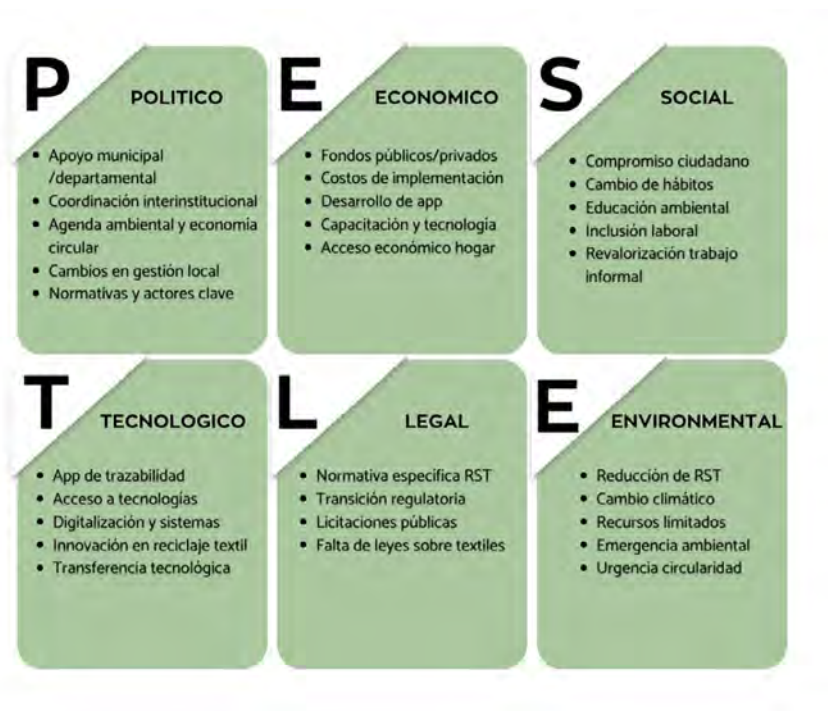 P
POLITICO
• Apoyo municipal
/departamental
• Coordinación interinstitucional
• Agenda ambiental y economía
circular
• Cambios en gestión local
• Normativas y actores clave
E
ECONOMICO
• Fondos públicos/privados
• Costos de implementación
• Desarrollo de app
• Capacitación y tecnología
• Acceso económico hogar
S
SOCIAL
• Compromiso ciudadano
• Cambio de hábitos
• Educación ambiental
• Inclusión laboral
• Revalorización trabajo
informal
T
TECNOLOGICO
• App de trazabilidad
• Acceso a tecnologías
• Digitalización y sistemas
• Innovación en reciclaje textil
• Transferencia tecnológica
L
LEGAL
• Normativa específica RST
• Transición regulatoria
• Licitaciones públicas
• Falta de leyes sobre textiles
E
ENVIRONMENTAL
• Reducción de RST
• Cambio climático
• Recursos limitados
• Emergencia ambiental
• Urgencia circularidad